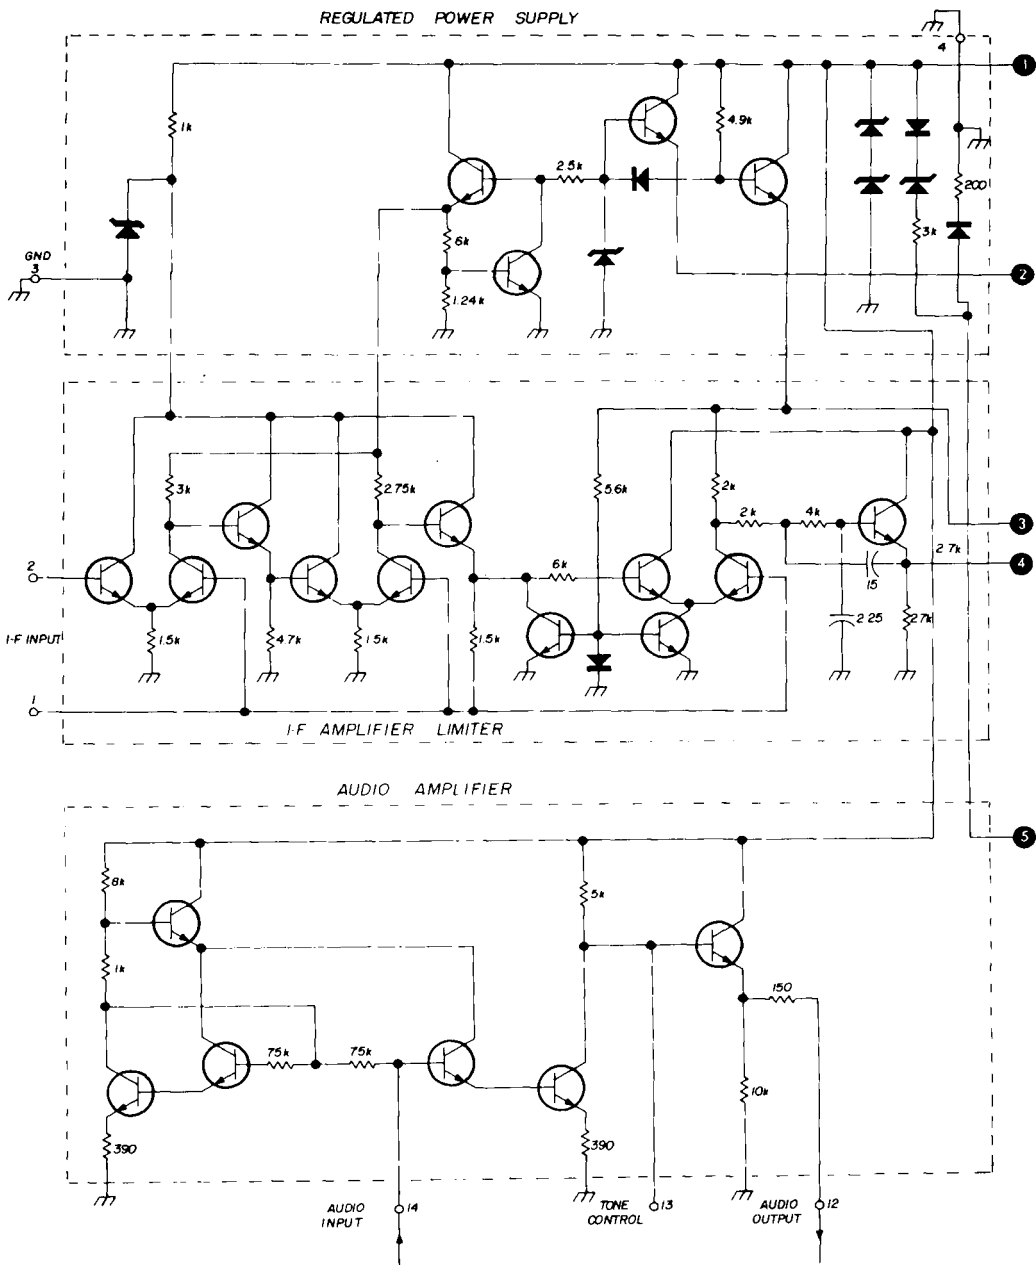 REGULATED POWER SUPPLY
4
1
1k
4.9k
2.5k
200
6k
3k
GND
3
2
1.24k
3k
2.75k
5.6k
2k
2k
4k
3
2
6k
2.7k
15
4
I-F INPUT
1.5k
4.7k
1.5k
1.5k
2.25
2.7k
1
I-F AMPLIFIER LIMITER
AUDIO AMPLIFIER
5
8k
5k
1k
150
75k
75k
10k
390
390
AUDIO INPUT
14
TONE CONTROL
13
AUDIO OUTPUT
12